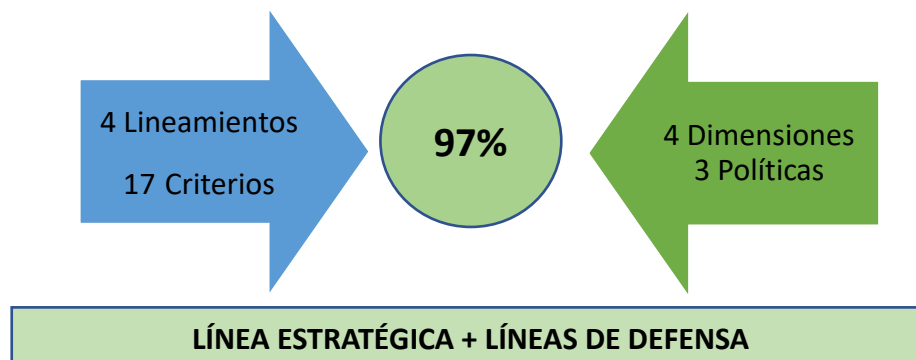 4 Lineamientos
17 Criterios
97%
4 Dimensiones
3 Políticas
LÍNEA ESTRATÉGICA + LÍNEAS DE DEFENSA